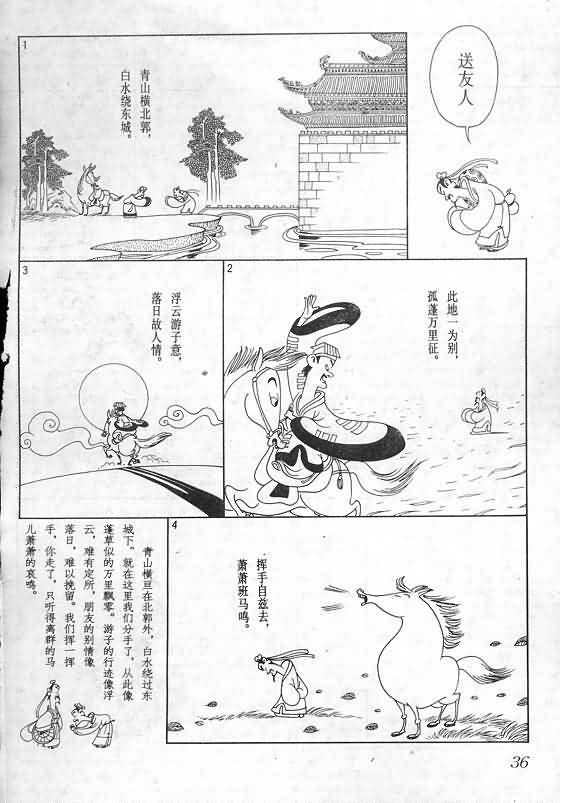 送友人
1
青山横北郭，
白水绕东城。
2
此地一为别，
孤蓬万里征。
3
浮云游子意，
落日故人情。
4
挥手自兹去，
萧萧班马鸣。
青山横亘在北郭外，白水绕过东
城下。就在这里我们分手了，从此像
蓬草似的万里飘零。游子的行迹像浮
云，难有定所，朋友的别情像
落日，难以挽留。我们挥一挥
手，你走了，只听得离群的马
儿萧萧的哀鸣。
36